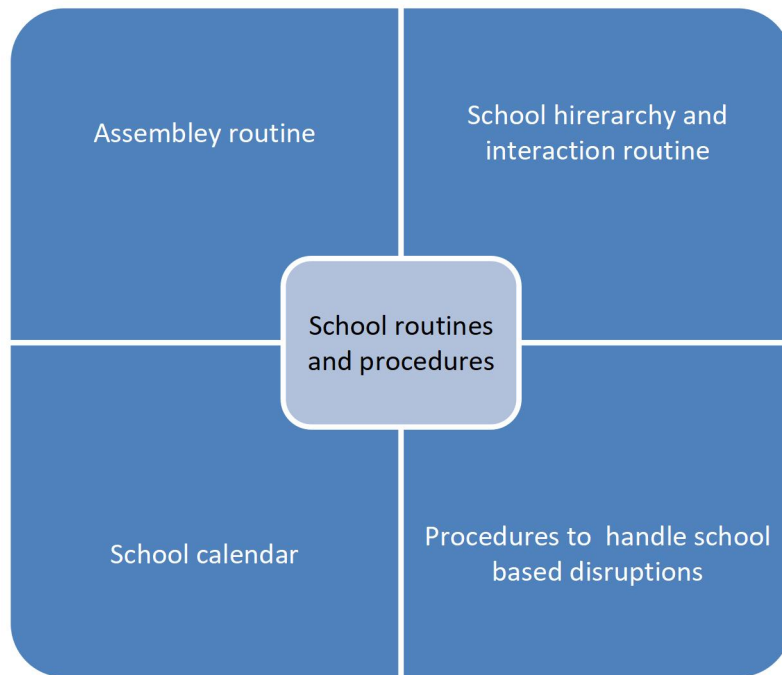 Assembley routine
School hirerarchy and
interaction routine
School routines
and procedures
School calendar
Procedures to  handle school
based disruptions